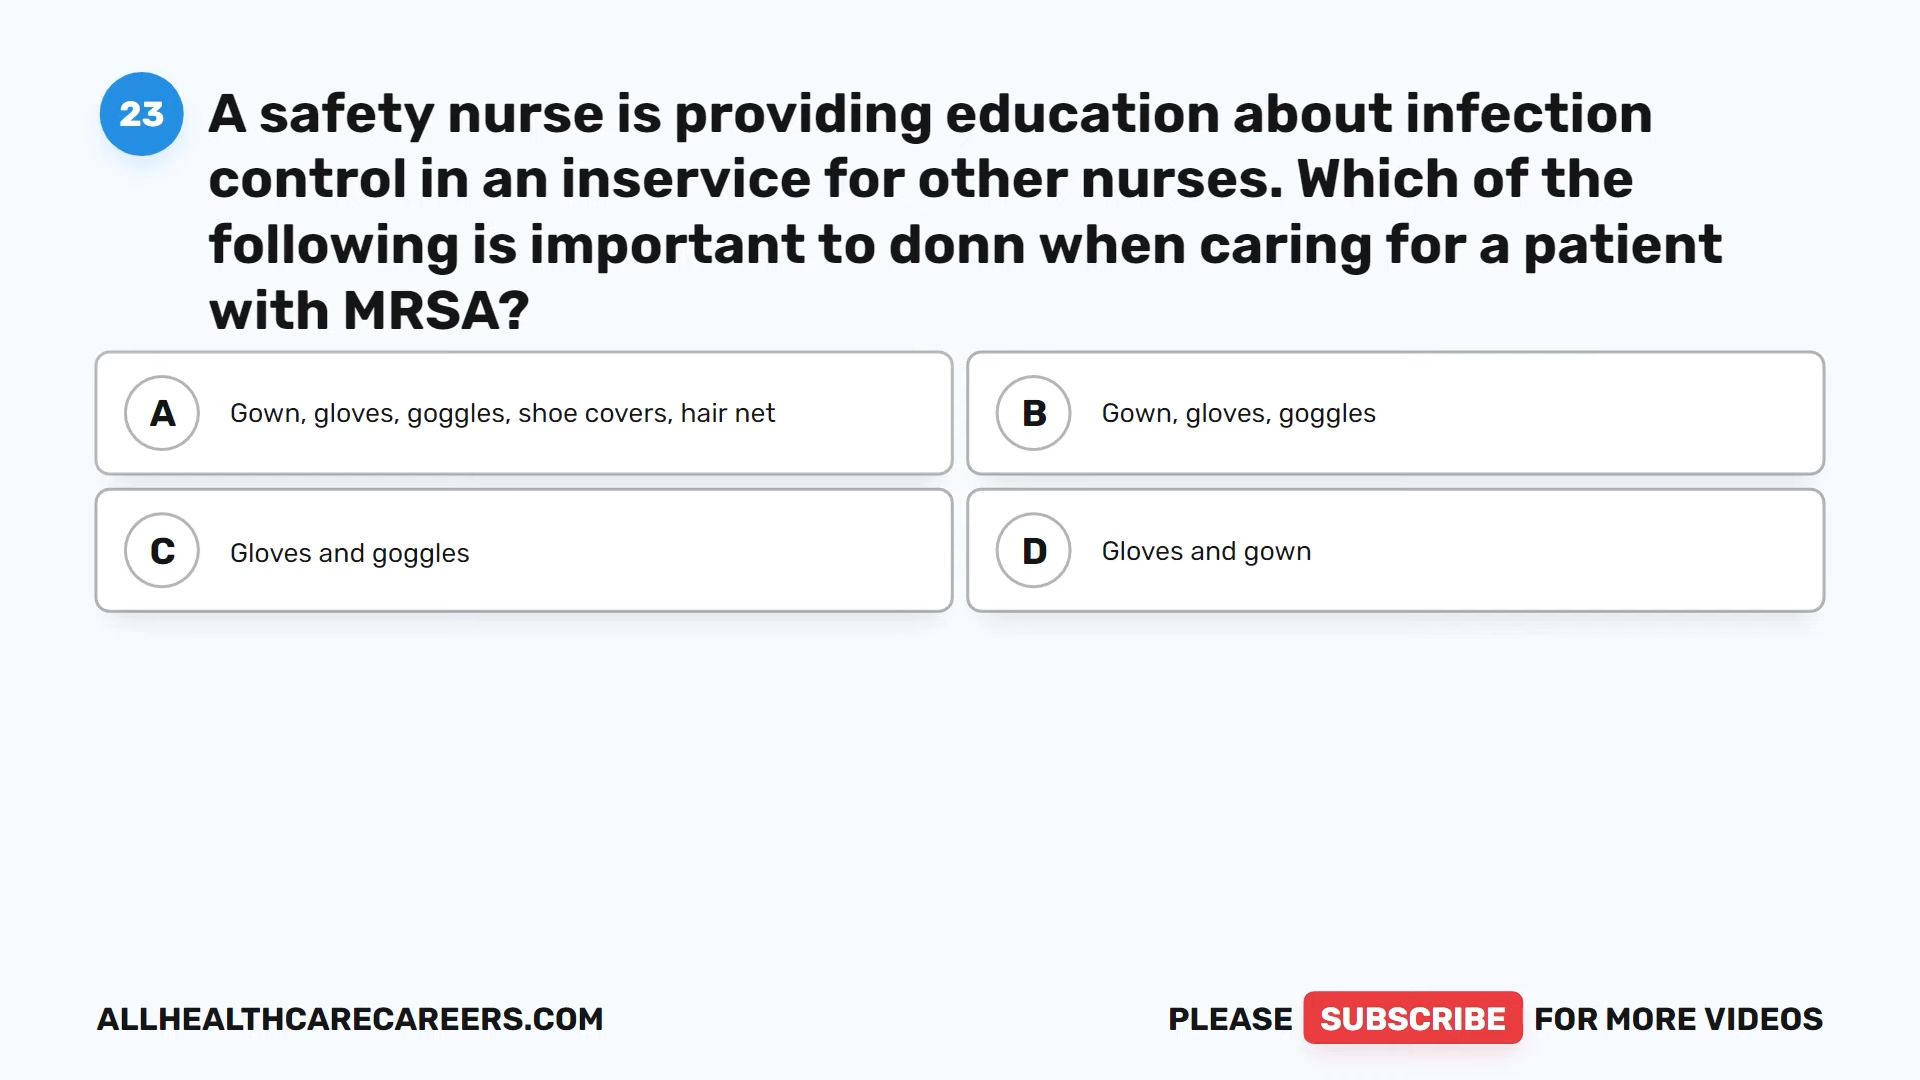 23
A safety nurse is providing education about infection
control in an inservice for other nurses. Which of the
following is important to donn when caring for a patient
with MRSA?
A Gown, gloves, goggles, shoe covers, hair net
B Gown, gloves, goggles
C Gloves and goggles
D Gloves and gown
ALLHEALTHCARECAREERS.COM
PLEASE SUBSCRIBE FOR MORE VIDEOS